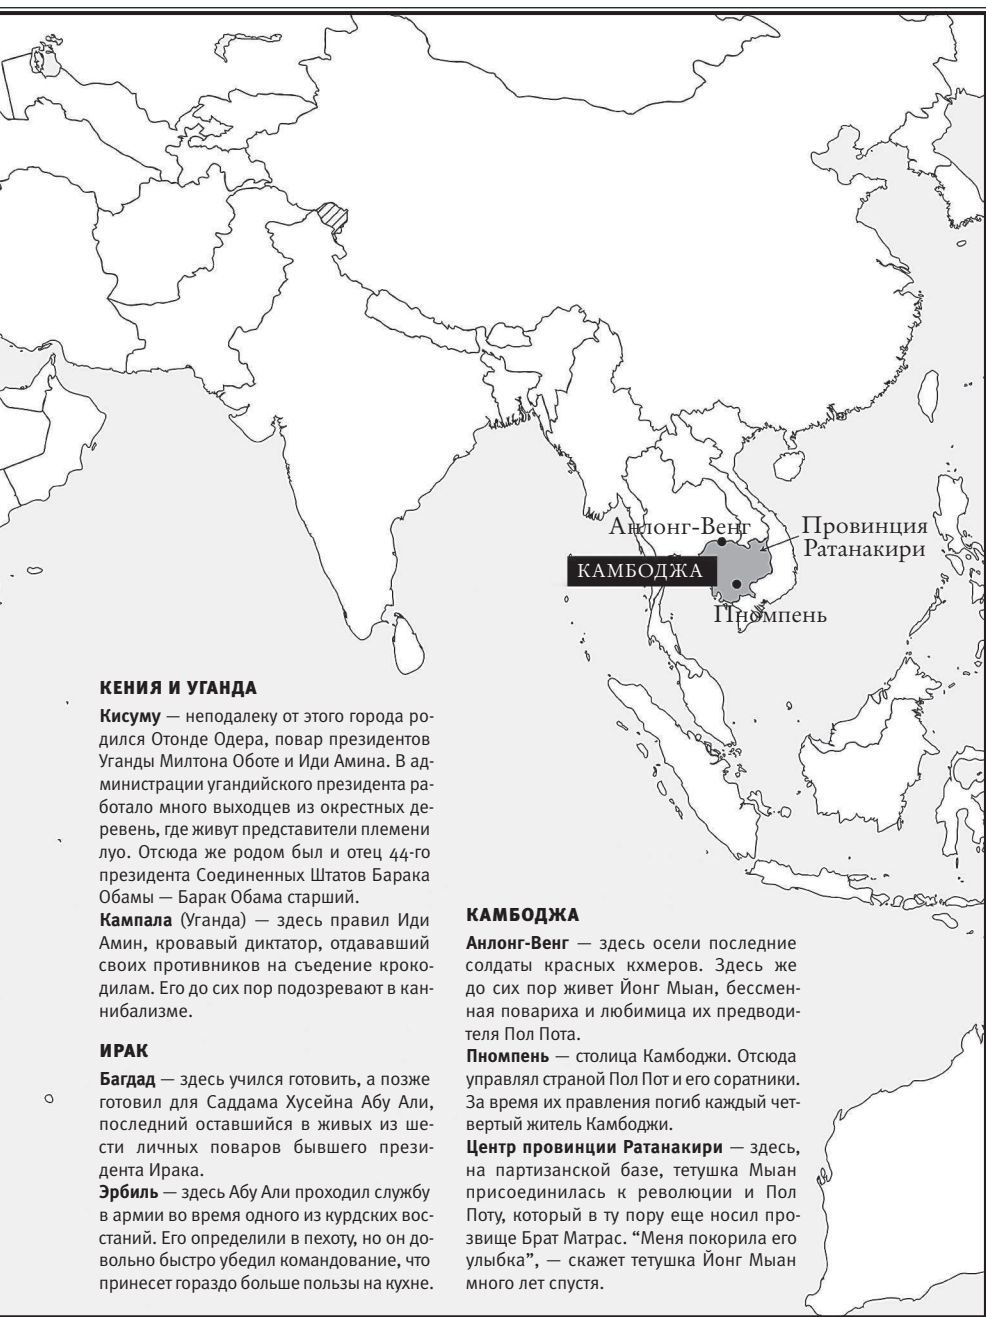 Анлонг-Венг
Провинция
Ратанакири
КАМБОДЖА
Пномпень
КЕНИЯ И УГАНДА
Кисуму — неподалеку от этого города ро-
дился Отонде Одера, повар президентов
Уганды Милтона Оботе и Иди Амина. В ад-
министрации угандийского президента ра-
ботало много выходцев из окрестных де-
ревень, где живут представители племени
луо. Отсюда же родом был и отец 44-го
президента Соединенных Штатов Барака
Обамы — Барак Обама старший.
Кампала (Уганда) — здесь правил Иди
Амин, кровавый диктатор, отдававший
своих противников на съедение кроко-
дилам. Его до сих пор подозревают в кан-
нибализме.
ИРАК
Багдад — здесь учился готовить, а позже
готовил для Саддама Хусейна Абу Али,
последний оставшийся в живых из ше-
сти личных поваров бывшего прези-
дента Ирака.
Эрбиль — здесь Абу Али проходил службу
в армии во время одного из курдских вос-
станий. Его определили в пехоту, но он до-
вольно быстро убедил командование, что
принесет гораздо больше пользы на кухне.
КАМБОДЖА
Анлонг-Венг — здесь осели последние
солдаты красных кхмеров. Здесь же
до сих пор живет Йонг Мыан, бессмен-
ная повариха и любимица их предводи-
теля Пол Пота.
Пномпень — столица Камбоджи. Отсюда
управлял страной Пол Пот и его соратники.
За время их правления погиб каждый чет-
вертый житель Камбоджи.
Центр провинции Ратанакири — здесь,
на партизанской базе, тетушка Мыан
присоединилась к революции и Пол
Поту, который в ту пору еще носил про-
звище Брат Матрас. “Меня покорила его
улыбка”, — скажет тетушка Йонг Мыан
много лет спустя.